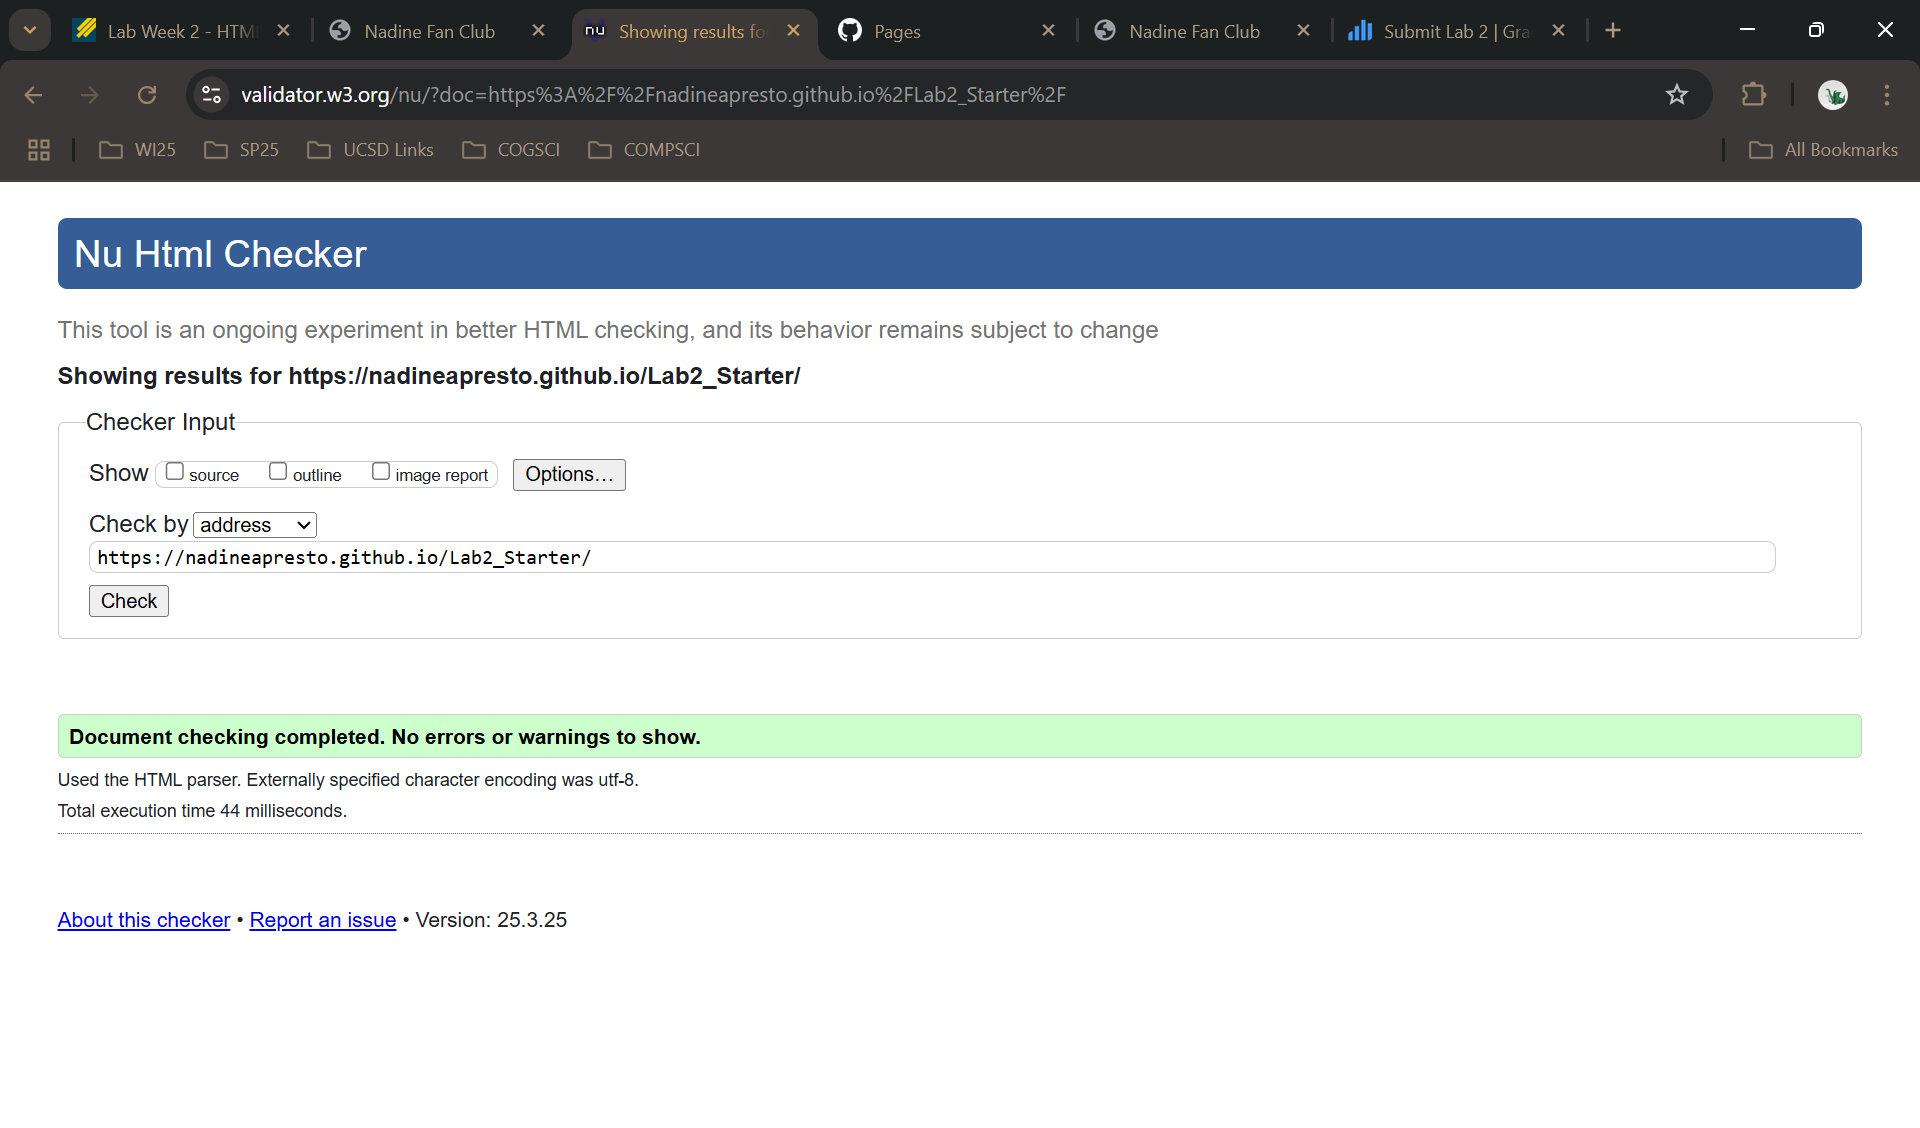 Lab Week 2 - HTM
Nadine Fan Club
nu Showing results fo
Pages
Nadine Fan Club
Submit Lab 2 | Gra
validator.w3.org/nu/?doc=https%3A%2F%2Fnadineapresto.github.io%2FLab2_Starter%2F
WI25
SP25
UCSD Links
COGSCI
COMPSCI
All Bookmarks
Nu Html Checker
This tool is an ongoing experiment in better HTML checking, and its behavior remains subject to change
Showing results for https://nadineapresto.github.io/Lab2_Starter/
Checker Input
Show source outline image report Options…
Check by address
https://nadineapresto.github.io/Lab2_Starter/
Check
Document checking completed. No errors or warnings to show.
Used the HTML parser. Externally specified character encoding was utf-8.
Total execution time 44 milliseconds.
About this checker • Report an issue • Version: 25.3.25